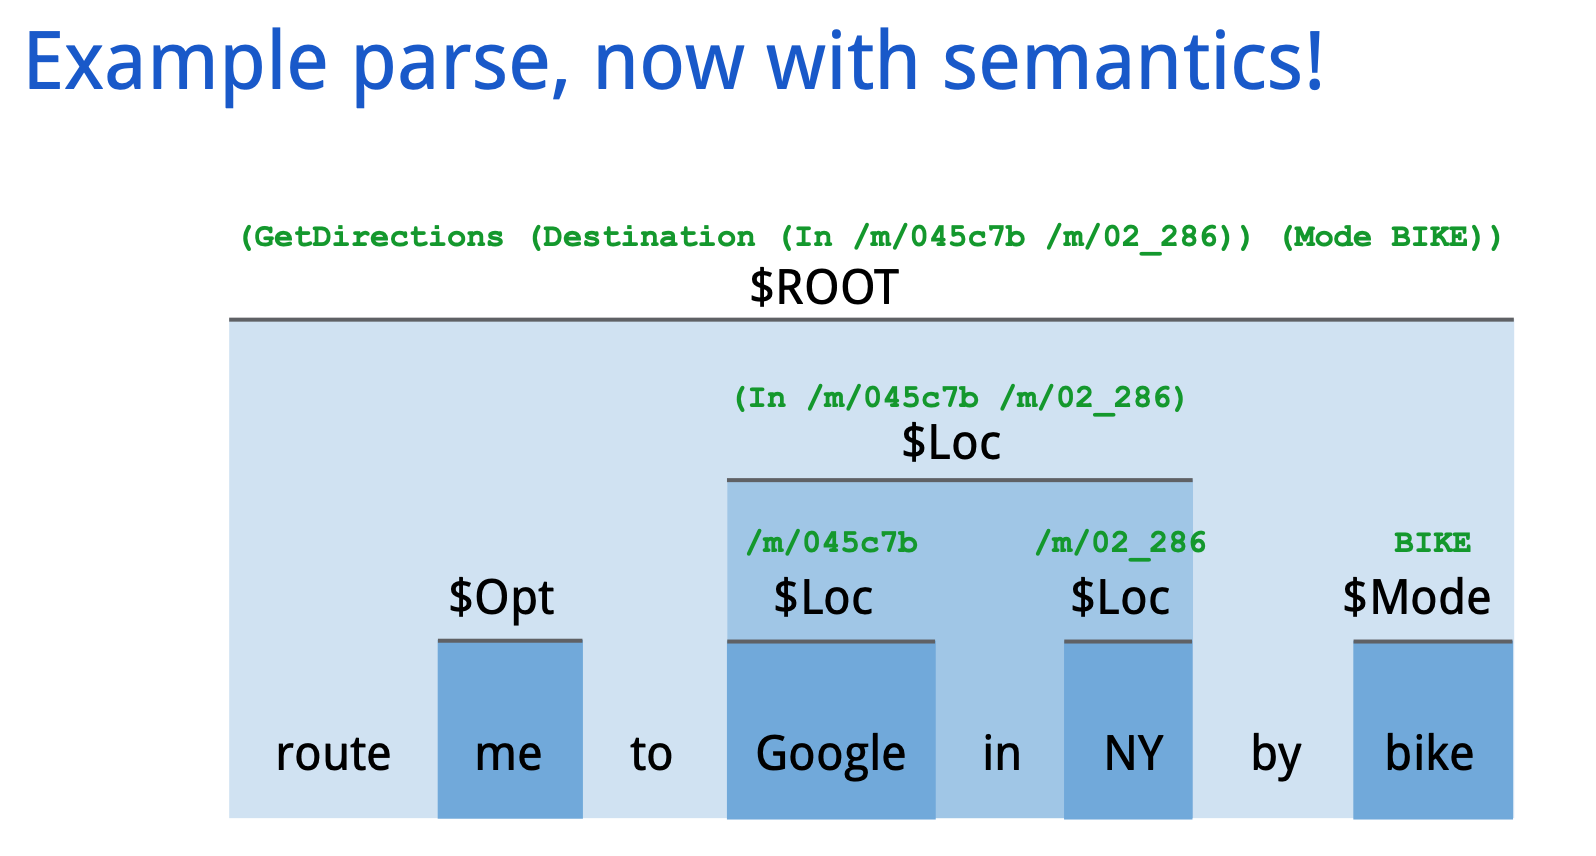 Example parse, now with semantics!
(GetDirections (Destination (In /m/045c7b /m/02_286)) (Mode BIKE))
$ROOT
(In /m/045c7b /m/02_286)
$Loc
/m/045c7b /m/02_286 BIKE
$Opt $Loc $Loc $Mode
route me to Google in NY by bike